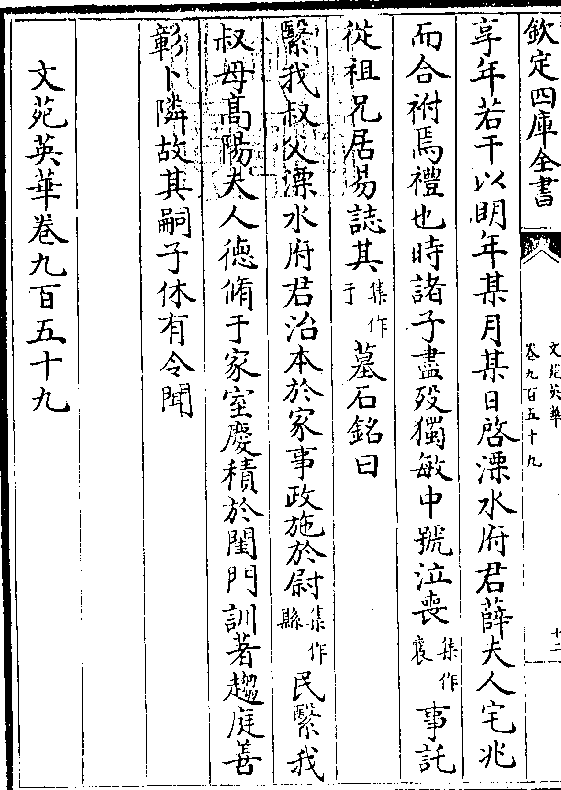 欽定四庫全書
文苑英華
卷九百五十九
十二
享年若干以明年某月某日啓溧水府君薛夫人宅兆
而合祔焉禮也時諸子盡歿獨敏中號泣喪集作襄事託
從祖兄居易誌其集作于墓石銘曰
繄我叔父溧水府君治本於家事政施於尉集作縣民繄我
叔母髙陽夫人德脩于家室慶積於閨門訓著趨庭善
彰卜隣故其嗣子休有令聞
文苑英華卷九百五十九